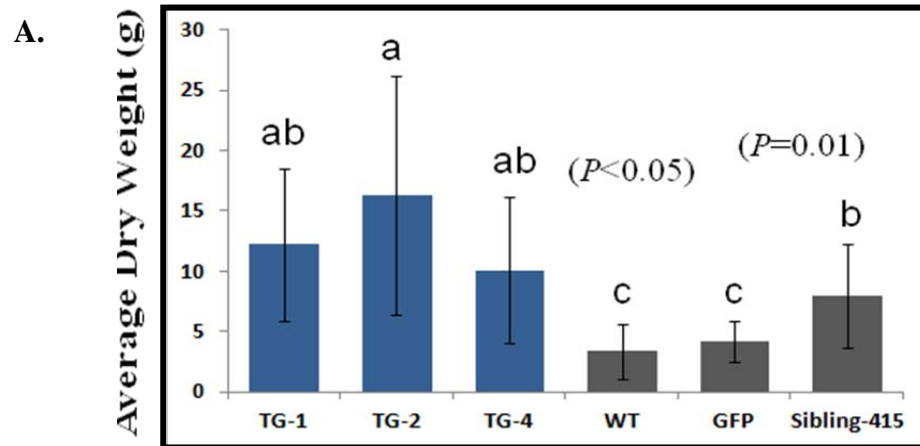 A.
Average Dry Weight (g)
30
25
20
15
10
5
0
ab
a
ab
c
c
b
(P<0.05)
(P=0.01)
TG-1 TG-2 TG-4 WT GFP Sibling-415